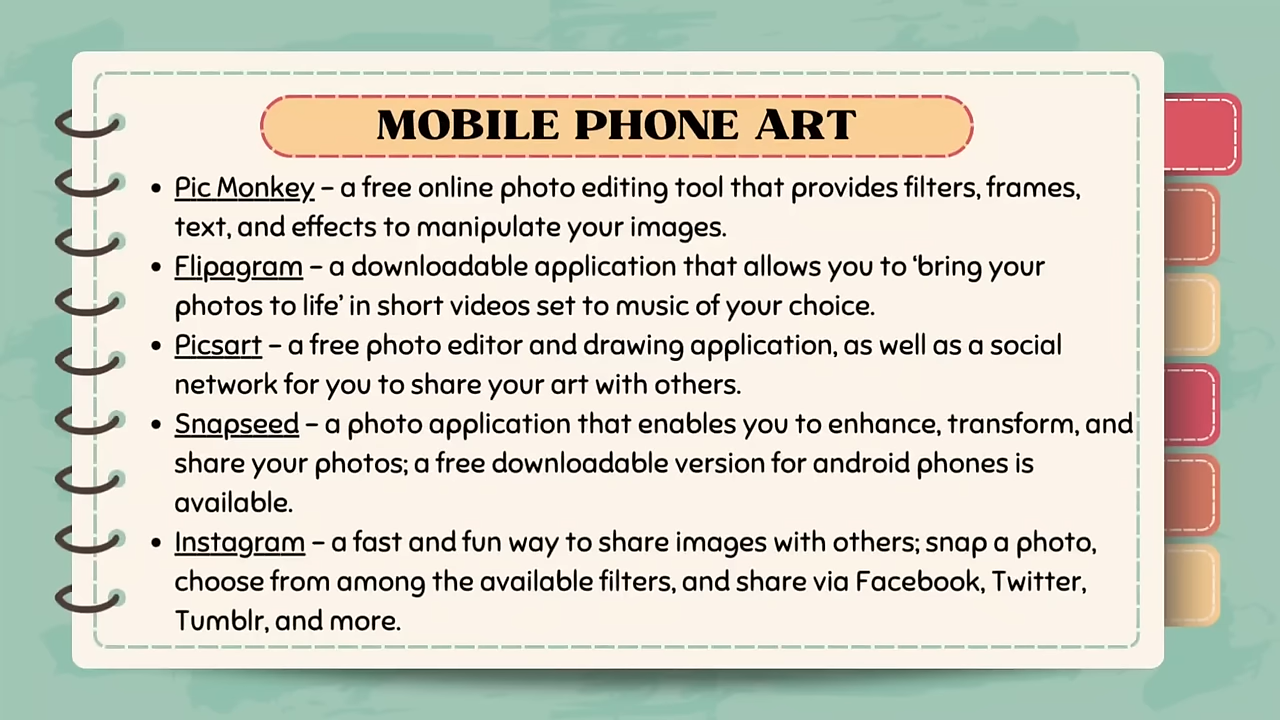 MOBILE PHONE ART
• Pic Monkey – a free online photo editing tool that provides filters, frames,
text, and effects to manipulate your images.
• Flipagram – a downloadable application that allows you to ‘bring your
photos to life’ in short videos set to music of your choice.
• Picsart – a free photo editor and drawing application, as well as a social
network for you to share your art with others.
• Snapseed – a photo application that enables you to enhance, transform, and
share your photos; a free downloadable version for android phones is
available.
• Instagram – a fast and fun way to share images with others; snap a photo,
choose from among the available filters, and share via Facebook, Twitter,
Tumblr, and more.